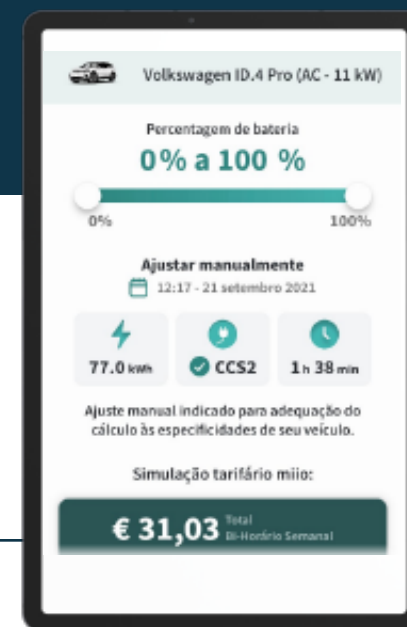 Volkswagen ID.4 Pro (AC - 11 kW)
Percentagem de bateria
0% a 100 %
0% 100%
Ajustar manualmente
12:17 - 21 setembro 2021
77.0 kWh CCS2 1h 38 min
Ajuste manual indicado para adequação do
cálculo às especificidades de seu veículo.
Simulação tarifário miio:
€ 31,03 Total
Bi-Horário Semanal